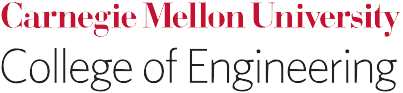 Carnegie Mellon University
College of Engineering